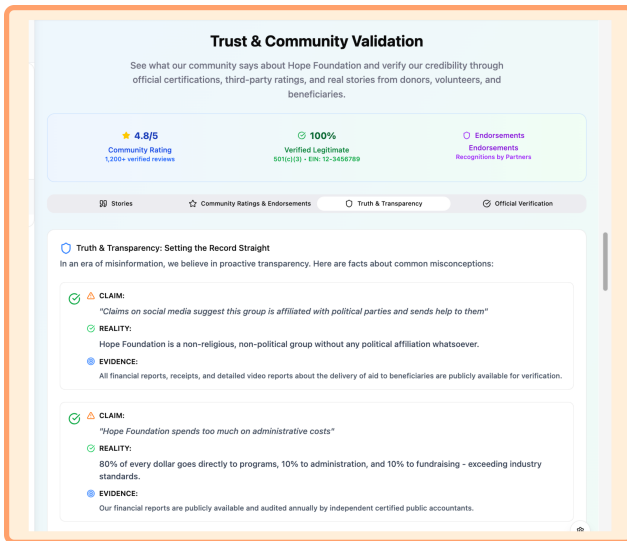 Trust & Community Validation
See what our community says about Hope Foundation and verify our credibility through
official certifications, third-party ratings, and real stories from donors, volunteers, and
beneficiaries.
4.8/5
Community Rating
1,200+ verified reviews
100%
Verified Legitimate
501(c)(3) • EIN: 12-3456789
Endorsements
Endorsements
Recognitions by Partners
Stories
Community Ratings & Endorsements
Truth & Transparency
Official Verification
Truth & Transparency: Setting the Record Straight
In an era of misinformation, we believe in proactive transparency. Here are facts about common misconceptions:
CLAIM:
"Claims on social media suggest this group is affiliated with political parties and sends help to them"
REALITY:
Hope Foundation is a non-religious, non-political group without any political affiliation whatsoever.
EVIDENCE:
All financial reports, receipts, and detailed video reports about the delivery of aid to beneficiaries are publicly available for verification.
CLAIM:
"Hope Foundation spends too much on administrative costs"
REALITY:
80% of every dollar goes directly to programs, 10% to administration, and 10% to fundraising - exceeding industry
standards.
EVIDENCE:
Our financial reports are publicly available and audited annually by independent certified public accountants.